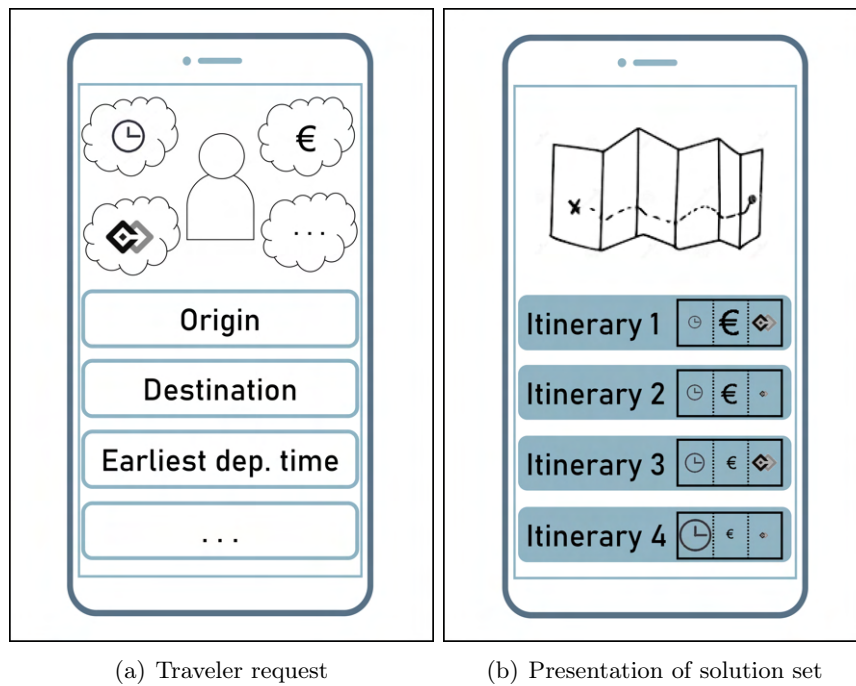 €
. . .
Origin
Destination
Earliest dep. time
. . .
(a) Traveler request
Itinerary 1 €
Itinerary 2 €
Itinerary 3 €
Itinerary 4 €
(b) Presentation of solution set